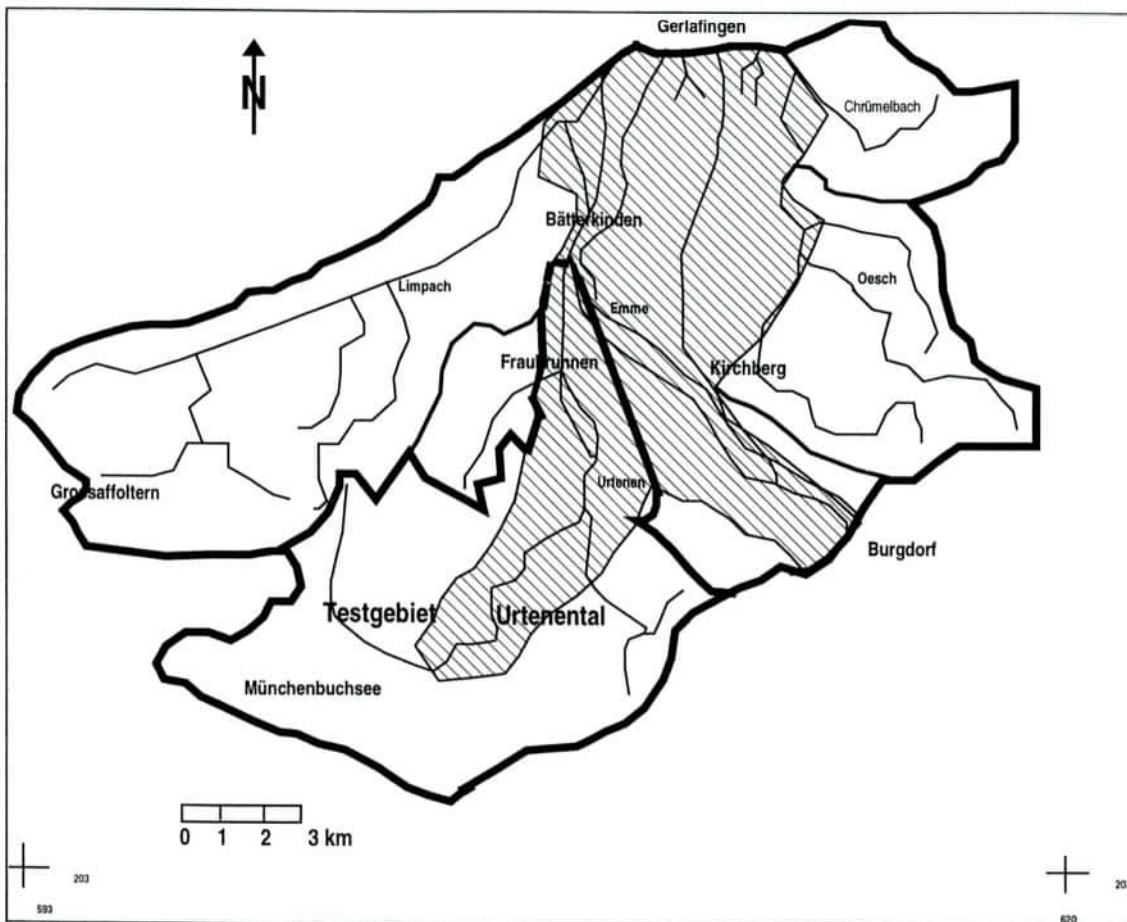 Gerlafingen
N
Chrümelbach
Bätterkinden
Oesch
Limpach
Emme
Fraubrunnen
Kirchberg
Urtenen
Grossaffoltern
Burgdorf
Testgebiet Urtenental
Münchenbuchsee
0 1 2 3 km
203
203
593
620